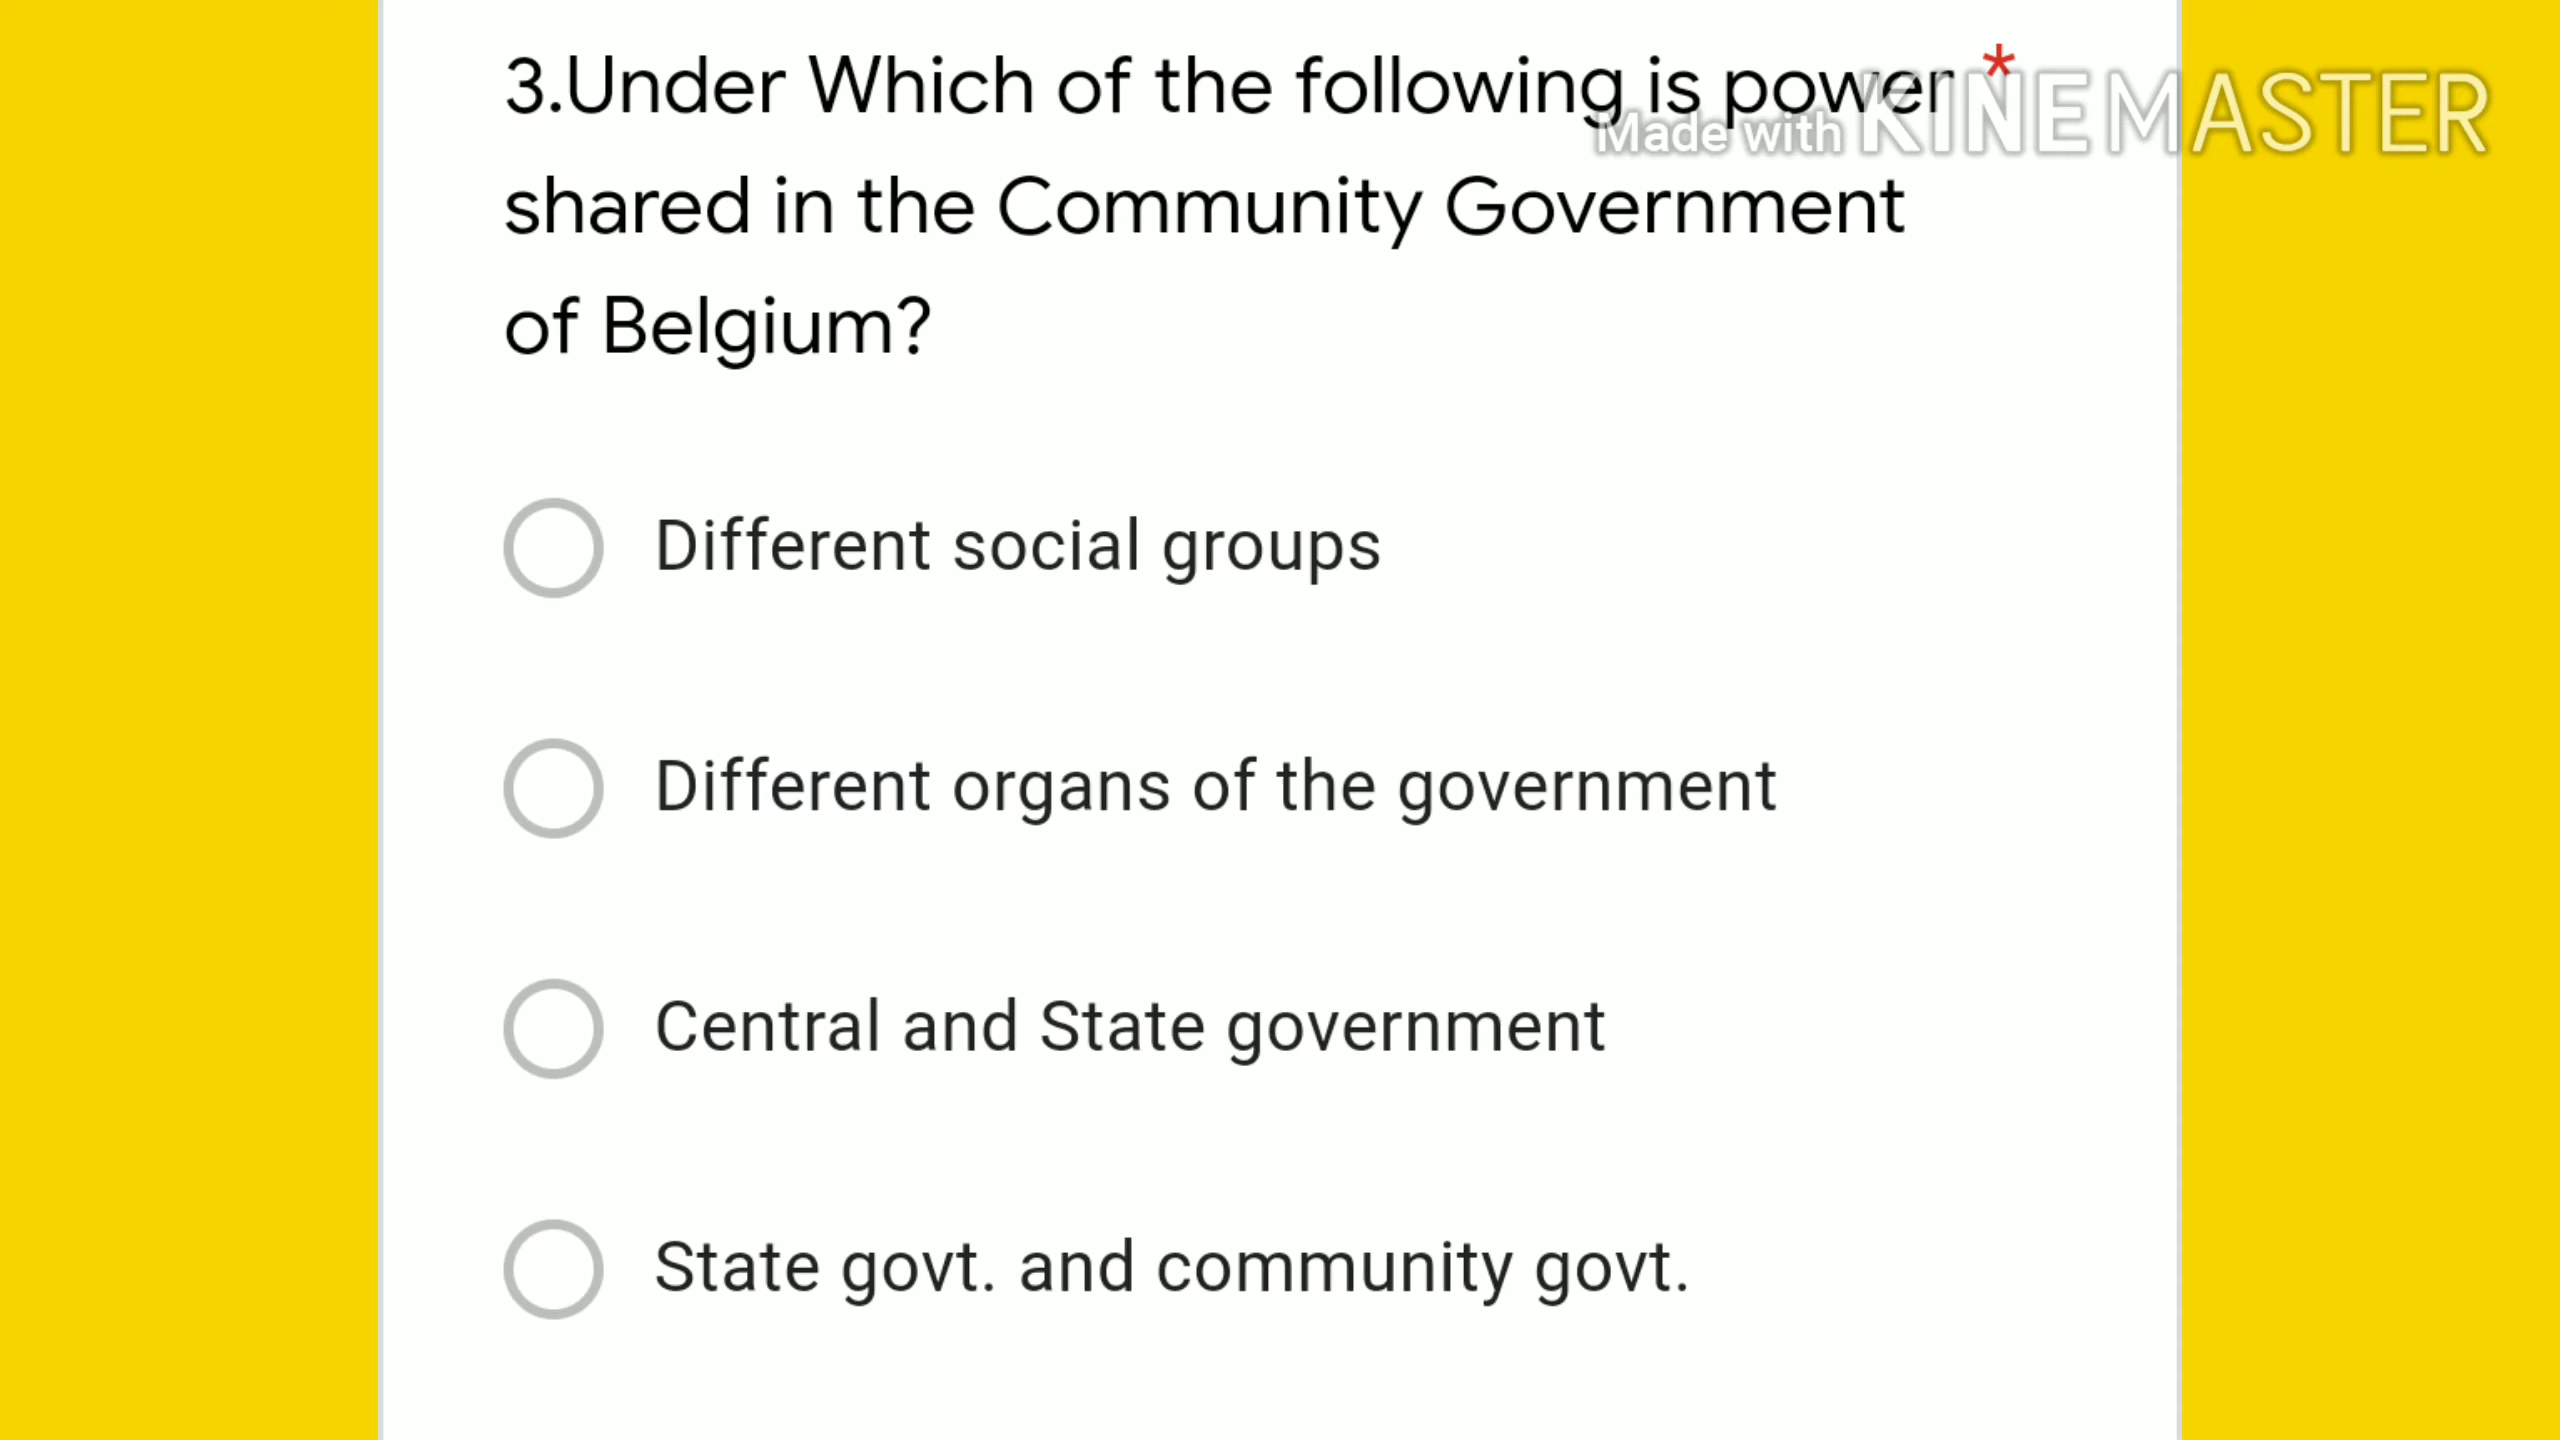 3.Under Which of the following is power *
Made with KINEMASTER
shared in the Community Government
of Belgium?
Different social groups
Different organs of the government
Central and State government
State govt. and community govt.